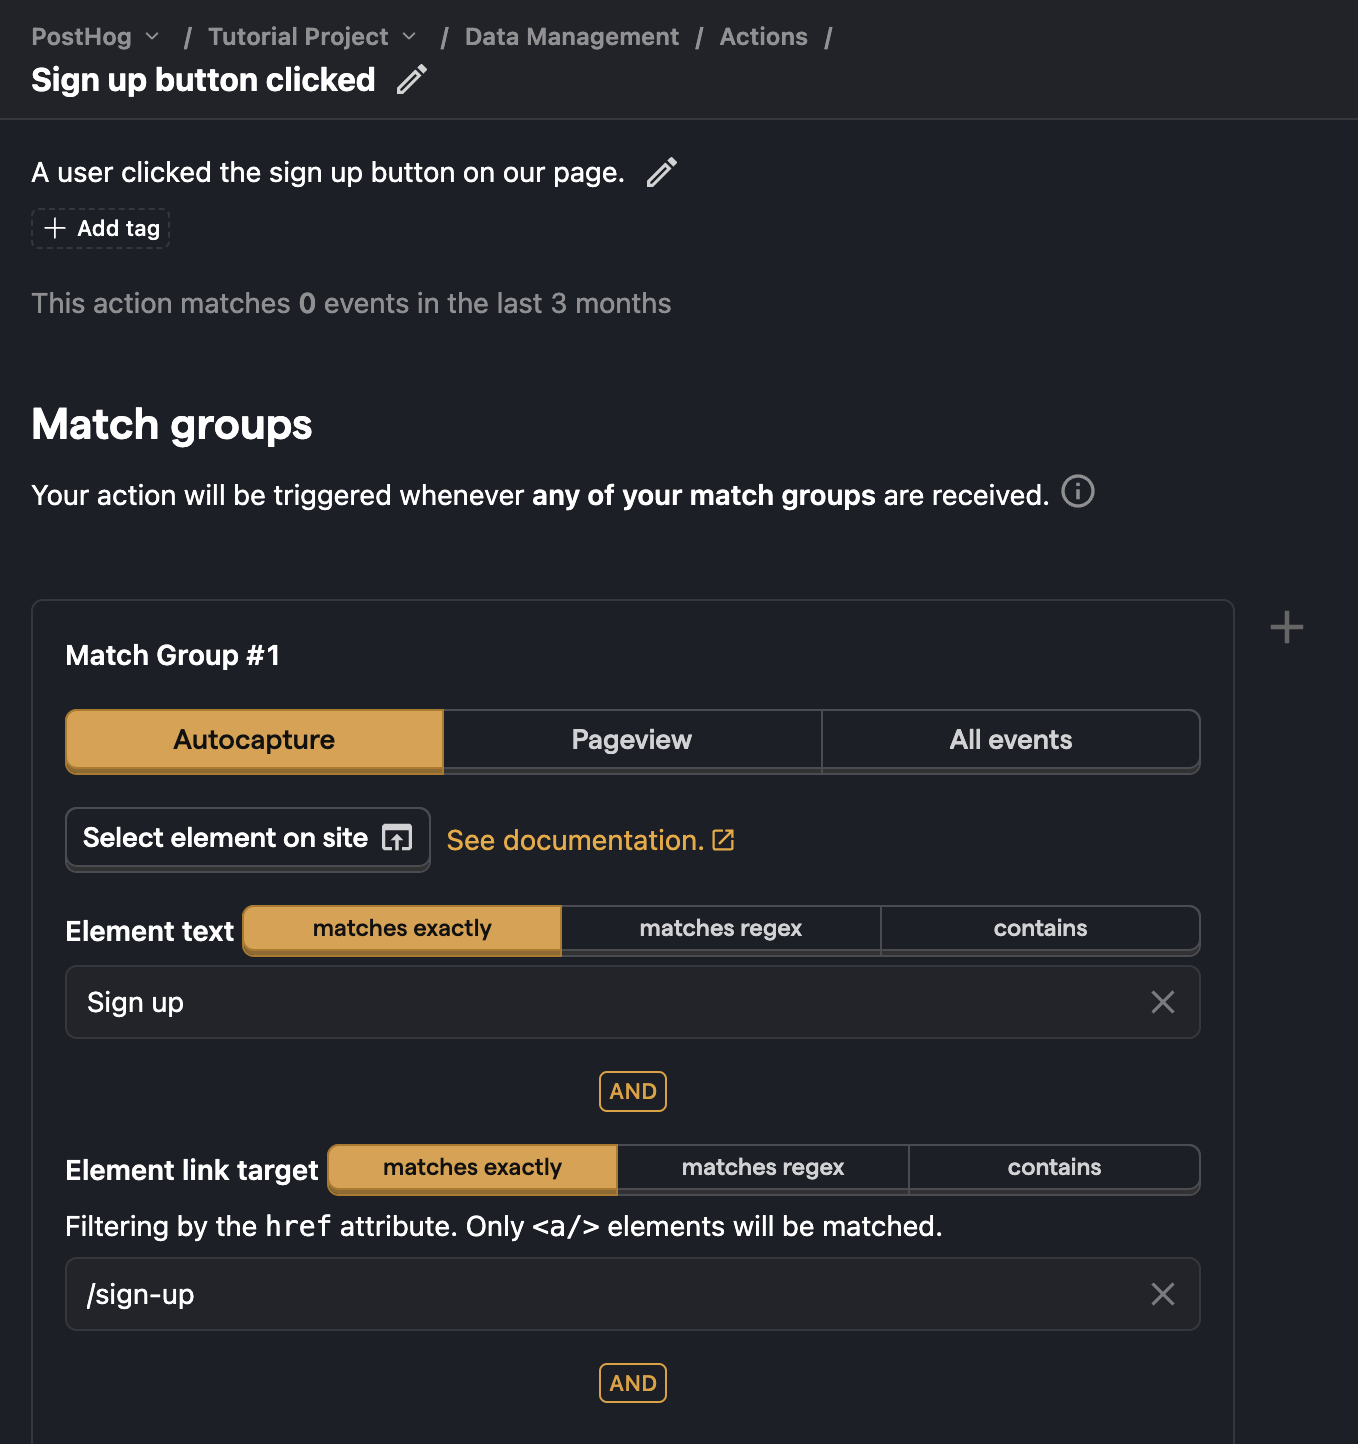 PostHog / Tutorial Project / Data Management / Actions /
Sign up button clicked
A user clicked the sign up button on our page.
+ Add tag
This action matches 0 events in the last 3 months
Match groups
Your action will be triggered whenever any of your match groups are received.
Match Group #1
Autocapture Pageview All events
Select element on site See documentation.
Element text matches exactly matches regex contains
Sign up
AND
Element link target matches exactly matches regex contains
Filtering by the href attribute. Only <a/> elements will be matched.
/sign-up
AND